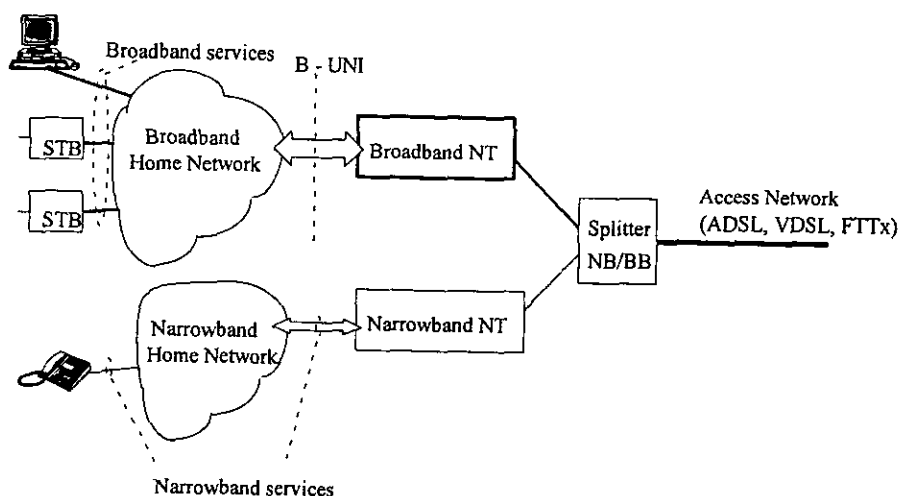 Broadband services
B - UNI
Broadband
Home Network
Broadband NT
STB
STB
Access Network
(ADSL, VDSL, FTTx)
Splitter
NB/BB
Narrowband
Home Network
Narrowband NT
Narrowband services